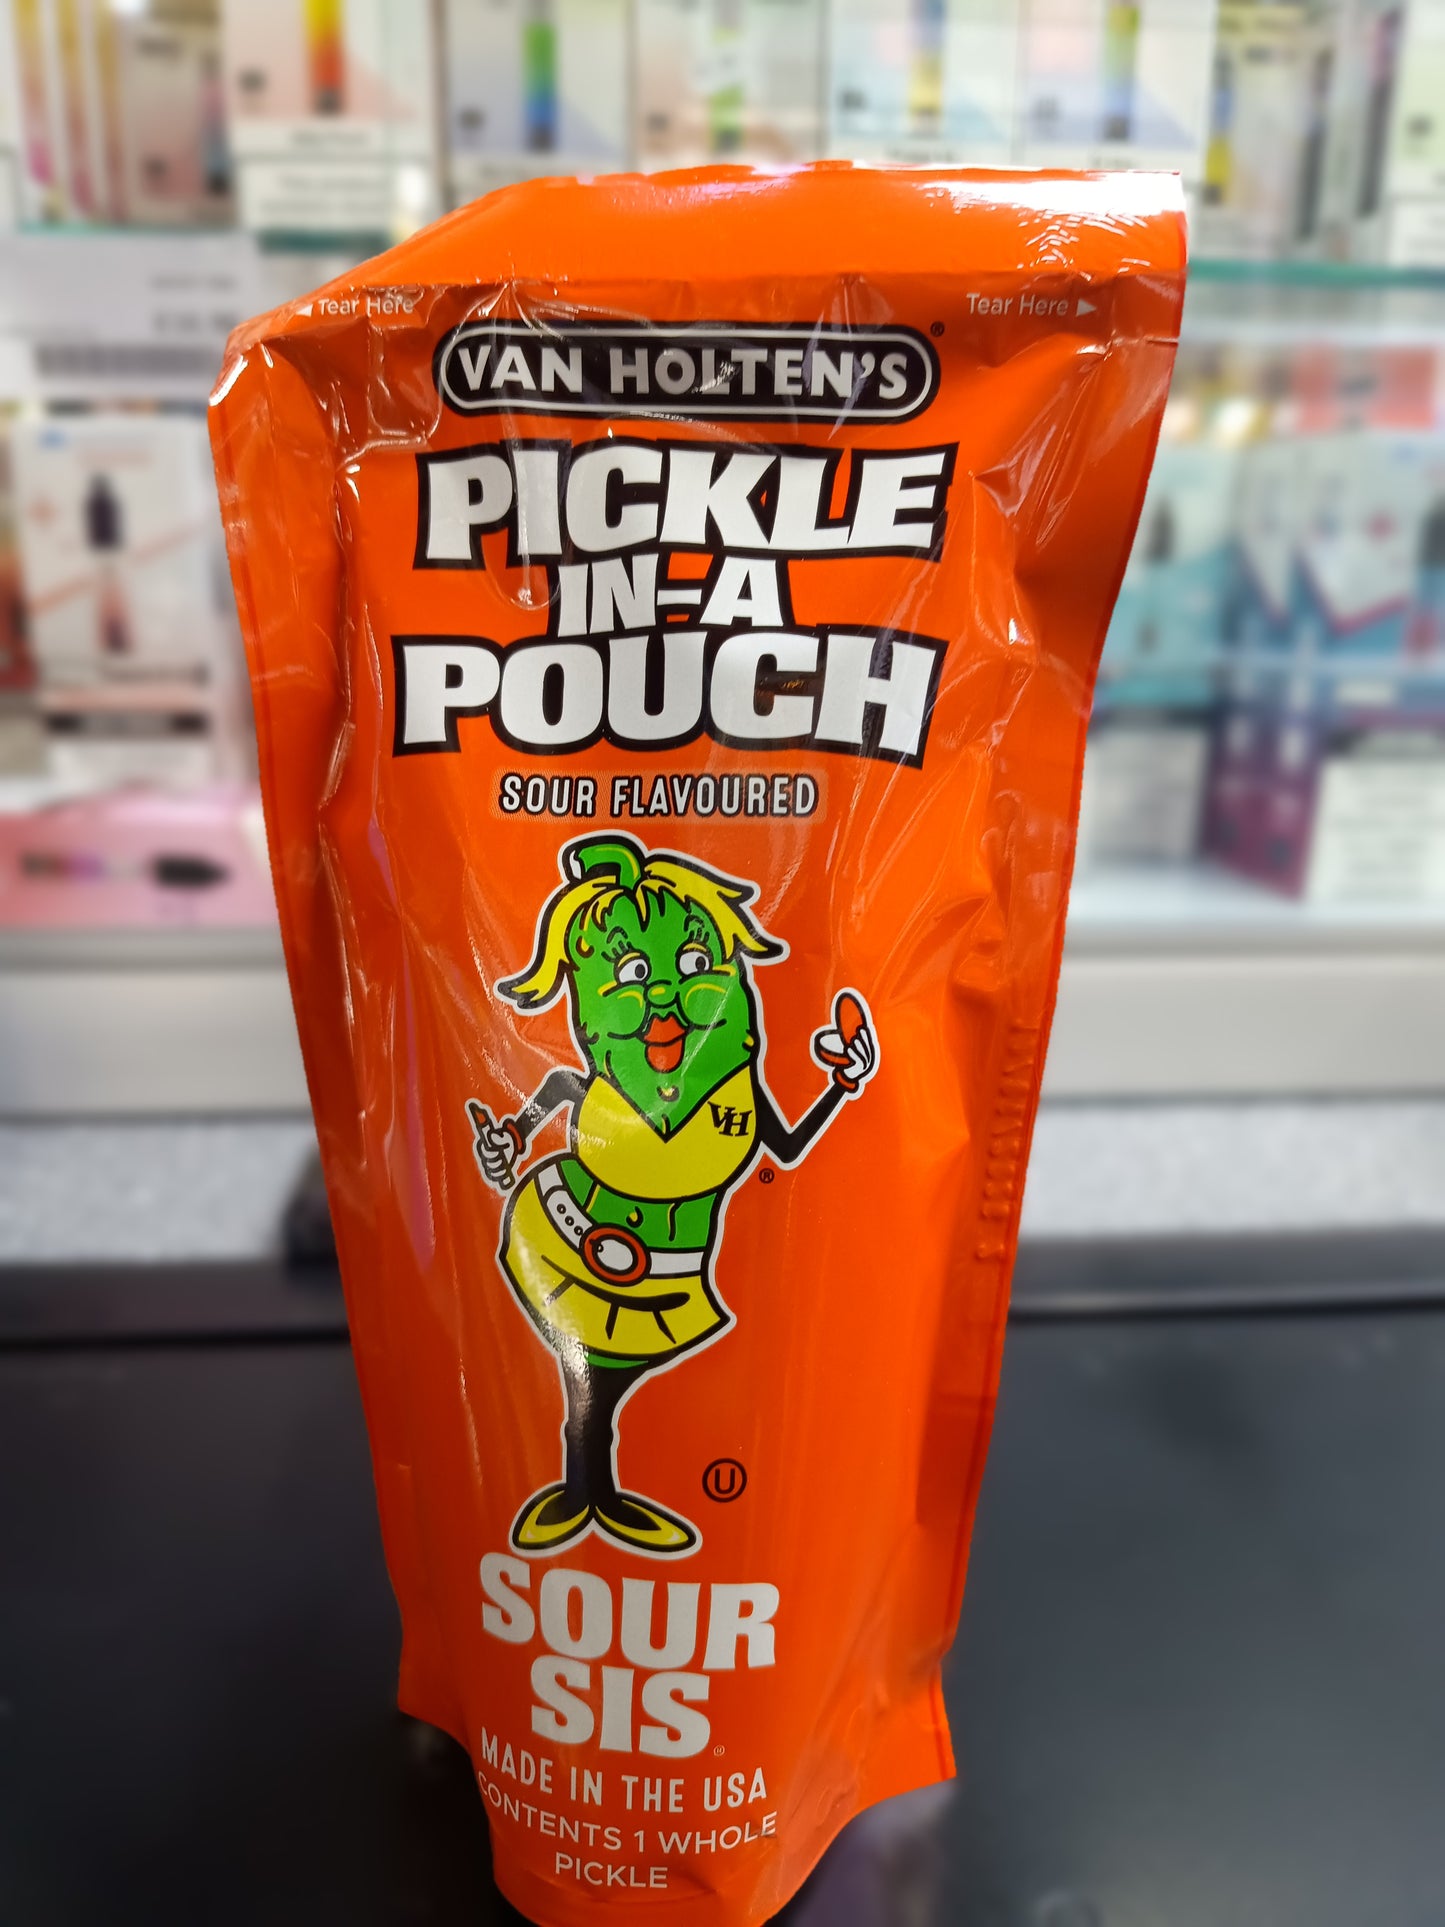 Tear Here
Tear Here
VAN HOLTEN'S®
PICKLE
IN-A
POUCH
SOUR FLAVOURED
VH
®
U
SOUR
SIS
MADE IN THE USA
CONTENTS 1 WHOLE
PICKLE